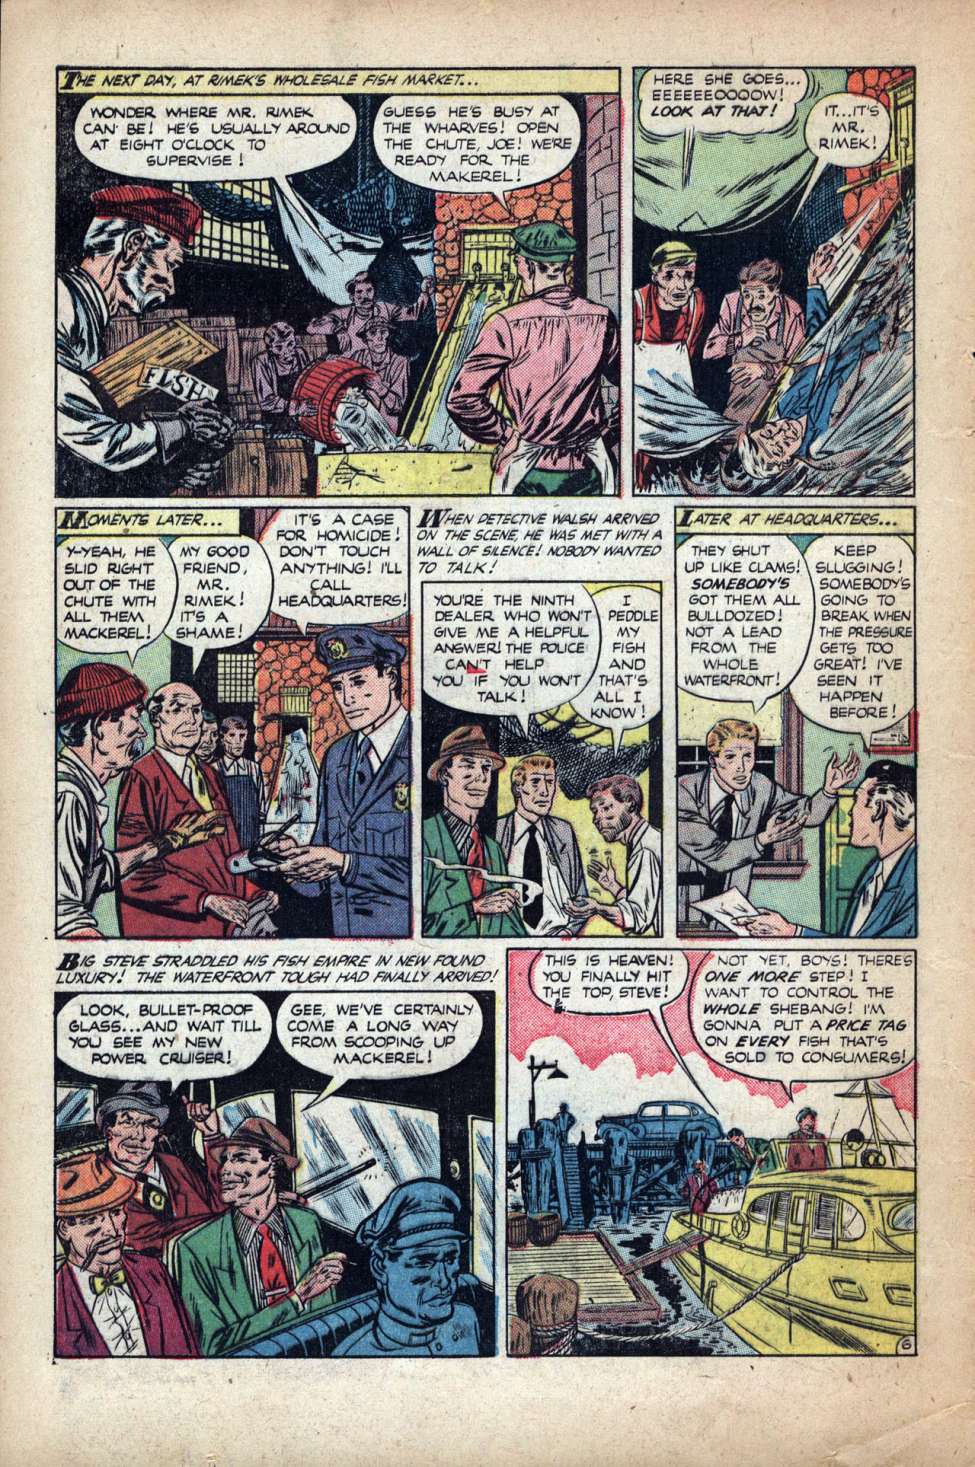 THE NEXT DAY, AT RIMEK'S WHOLESALE FISH MARKET...
WONDER WHERE MR. RIMEK
CAN BE! HE'S USUALLY AROUND
AT EIGHT O'CLOCK TO
SUPERVISE!
GUESS HE'S BUSY AT
THE WHARVES! OPEN
THE CHUTE, JOE! WE'RE
READY FOR THE
MAKEREL!
FISH
HERE SHE GOES...
EEEEEEOOOOW!
LOOK AT THAT!
IT...IT'S
MR.
RIMEK!
MOMENTS LATER...
Y-YEAH, HE
SLID RIGHT
OUT OF THE
CHUTE WITH
ALL THEM
MACKEREL!
MY GOOD
FRIEND,
MR.
RIMEK!
IT'S A
SHAME!
IT'S A CASE
FOR HOMICIDE!
DON'T TOUCH
ANYTHING! I'LL
CALL
HEADQUARTERS!
WHEN DETECTIVE WALSH ARRIVED
ON THE SCENE, HE WAS MET WITH A
WALL OF SILENCE! NOBODY WANTED
TO TALK!
YOU'RE THE NINTH
DEALER WHO WON'T
GIVE ME A HELPFUL
ANSWER! THE POLICE
CAN'T HELP
YOU IF YOU WON'T
TALK!
I
PEDDLE
MY
FISH
AND
THAT'S
ALL I
KNOW!
LATER AT HEADQUARTERS...
THEY SHUT
UP LIKE CLAMS!
SOMEBODY'S
GOT THEM ALL
BULLDOZED!
NOT A LEAD
FROM THE
WHOLE
WATERFRONT!
KEEP
SLUGGING!
SOMEBODY'S
GOING TO
BREAK WHEN
THE PRESSURE
GETS TOO
GREAT! I'VE
SEEN IT
HAPPEN
BEFORE!
BIG STEVE STRADDLED HIS FISH EMPIRE IN NEW FOUND
LUXURY! THE WATERFRONT TOUGH HAD FINALLY ARRIVED!
LOOK, BULLET-PROOF
GLASS...AND WAIT TILL
YOU SEE MY NEW
POWER CRUISER!
GEE, WE'VE CERTAINLY
COME A LONG WAY
FROM SCOOPING UP
MACKEREL!
THIS IS HEAVEN!
YOU FINALLY HIT
THE TOP, STEVE!
NOT YET, BOYS! THERE'S
ONE MORE STEP! I
WANT TO CONTROL THE
WHOLE SHEBANG! I'M
GONNA PUT A PRICE TAG
ON EVERY FISH THAT'S
SOLD TO CONSUMERS!
6